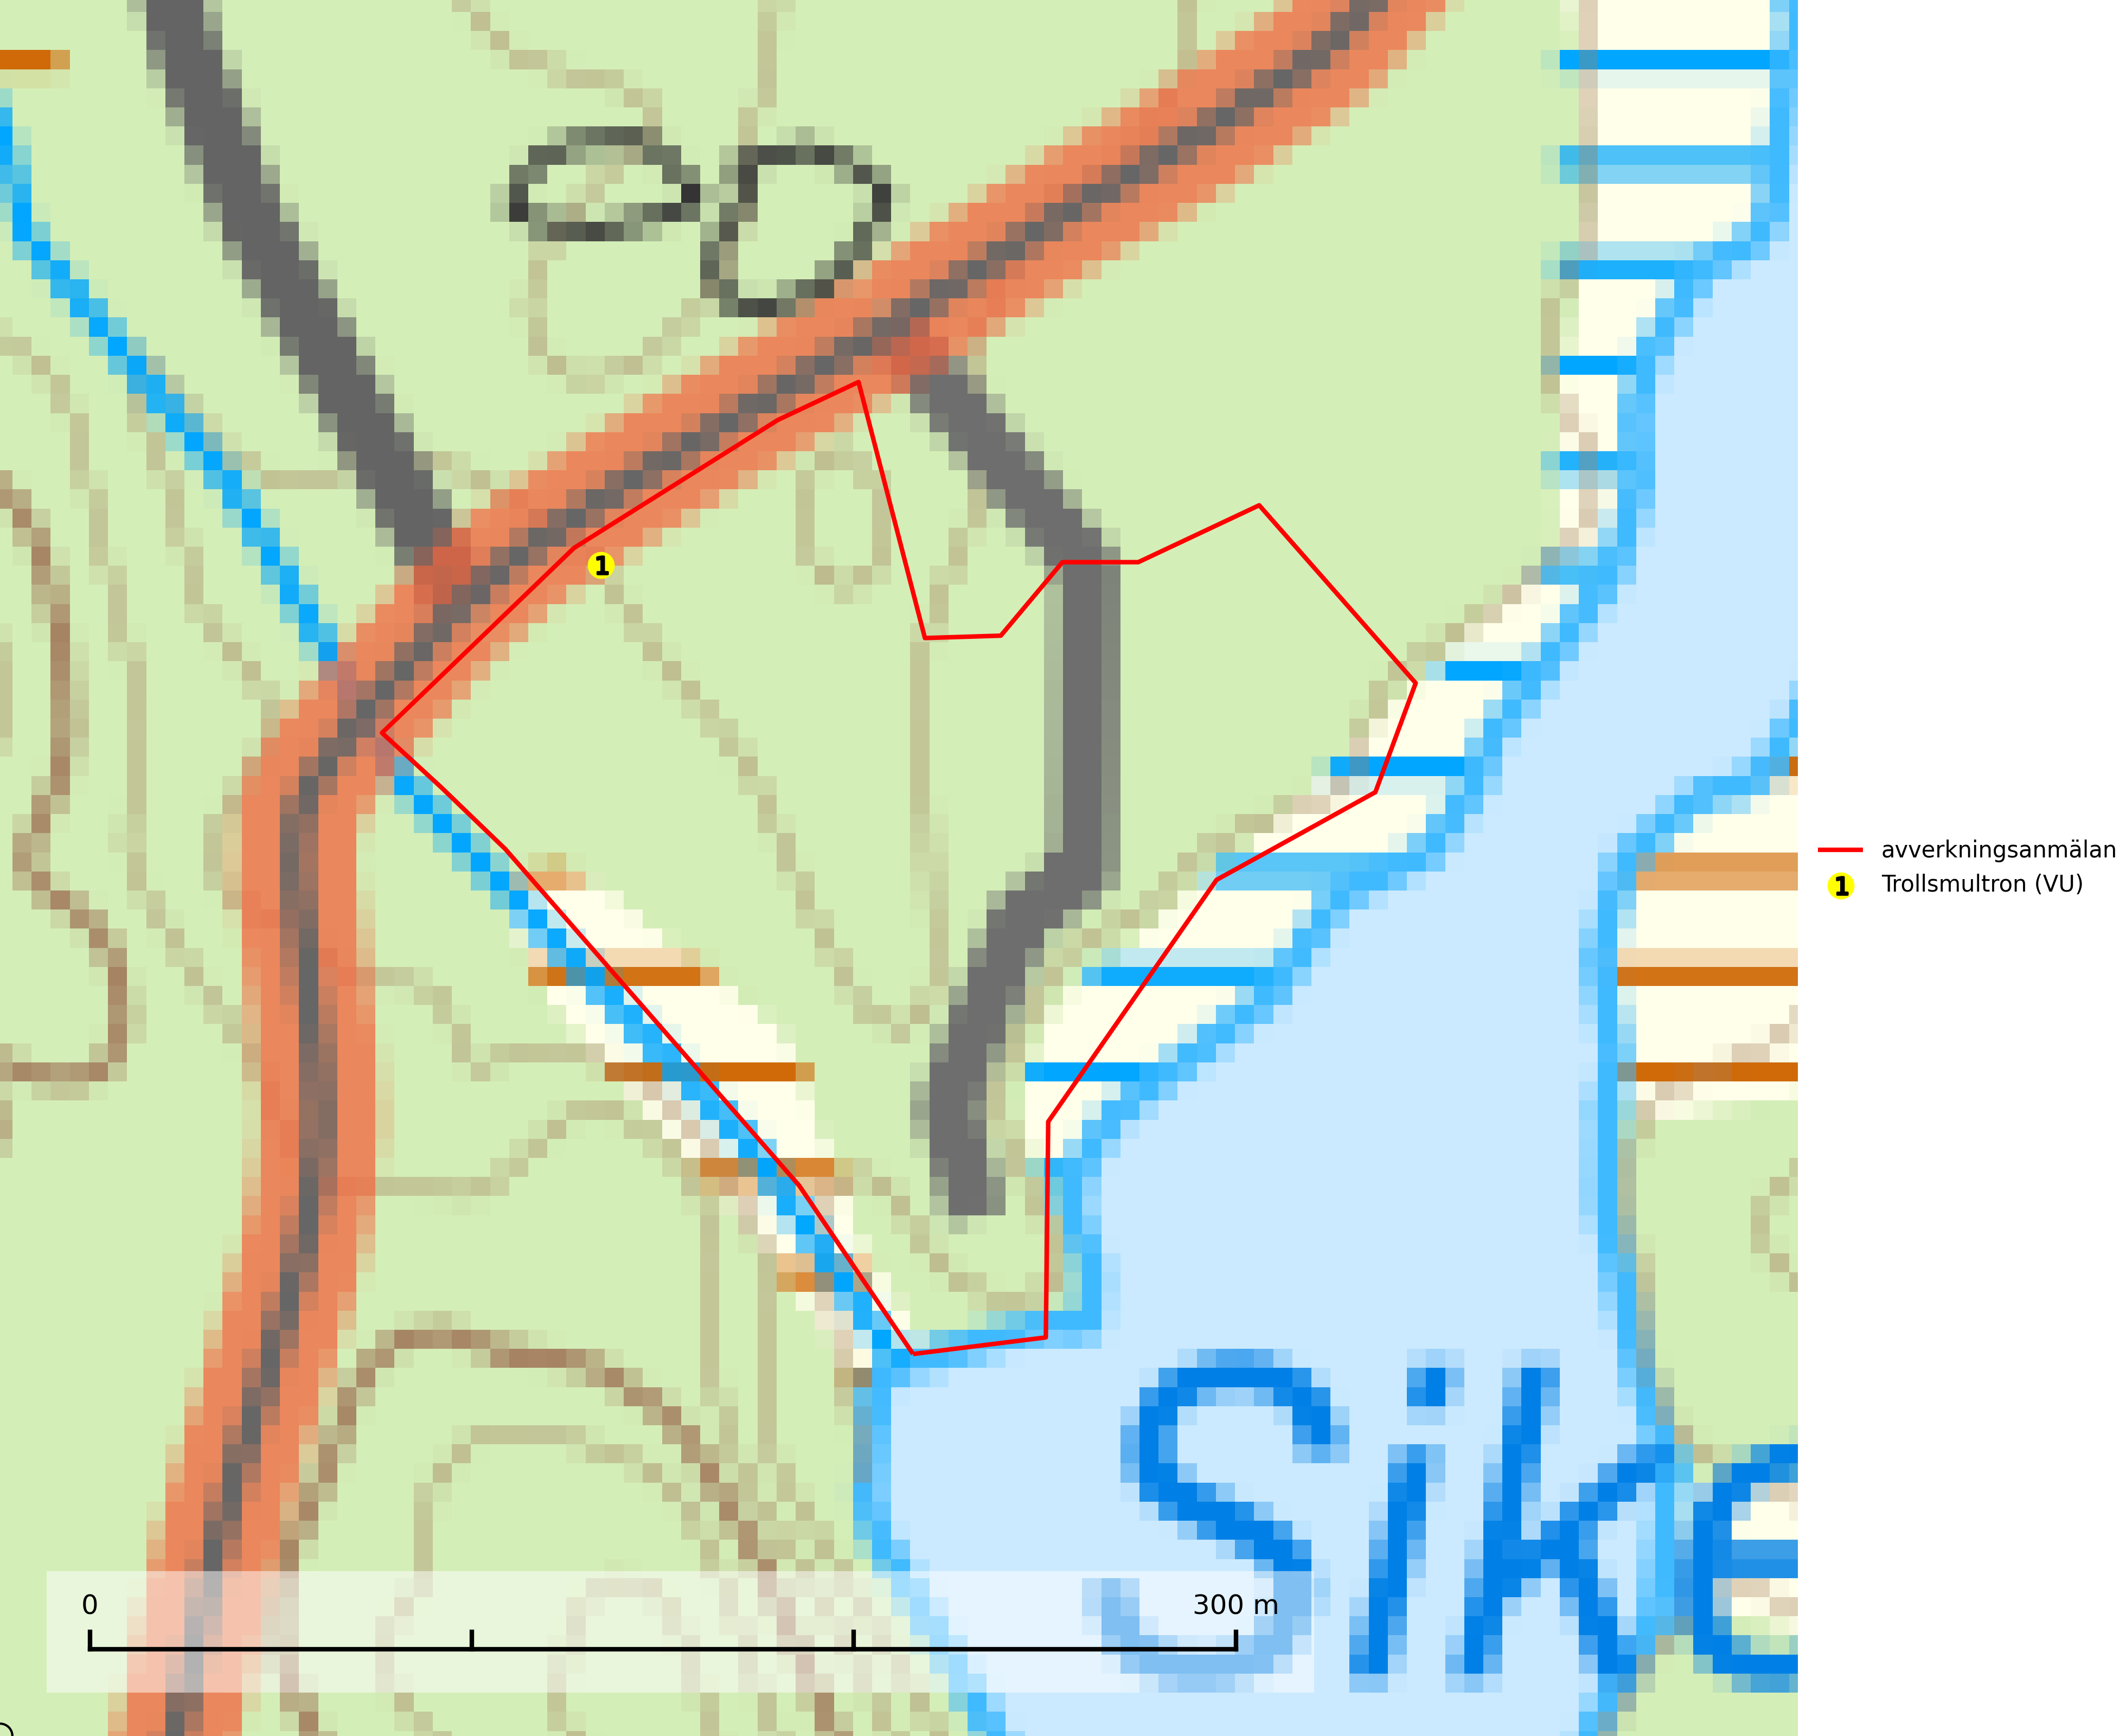 1
avverkningsanmälan
1 Trollsmultron (VU)
Sik
0 300 m